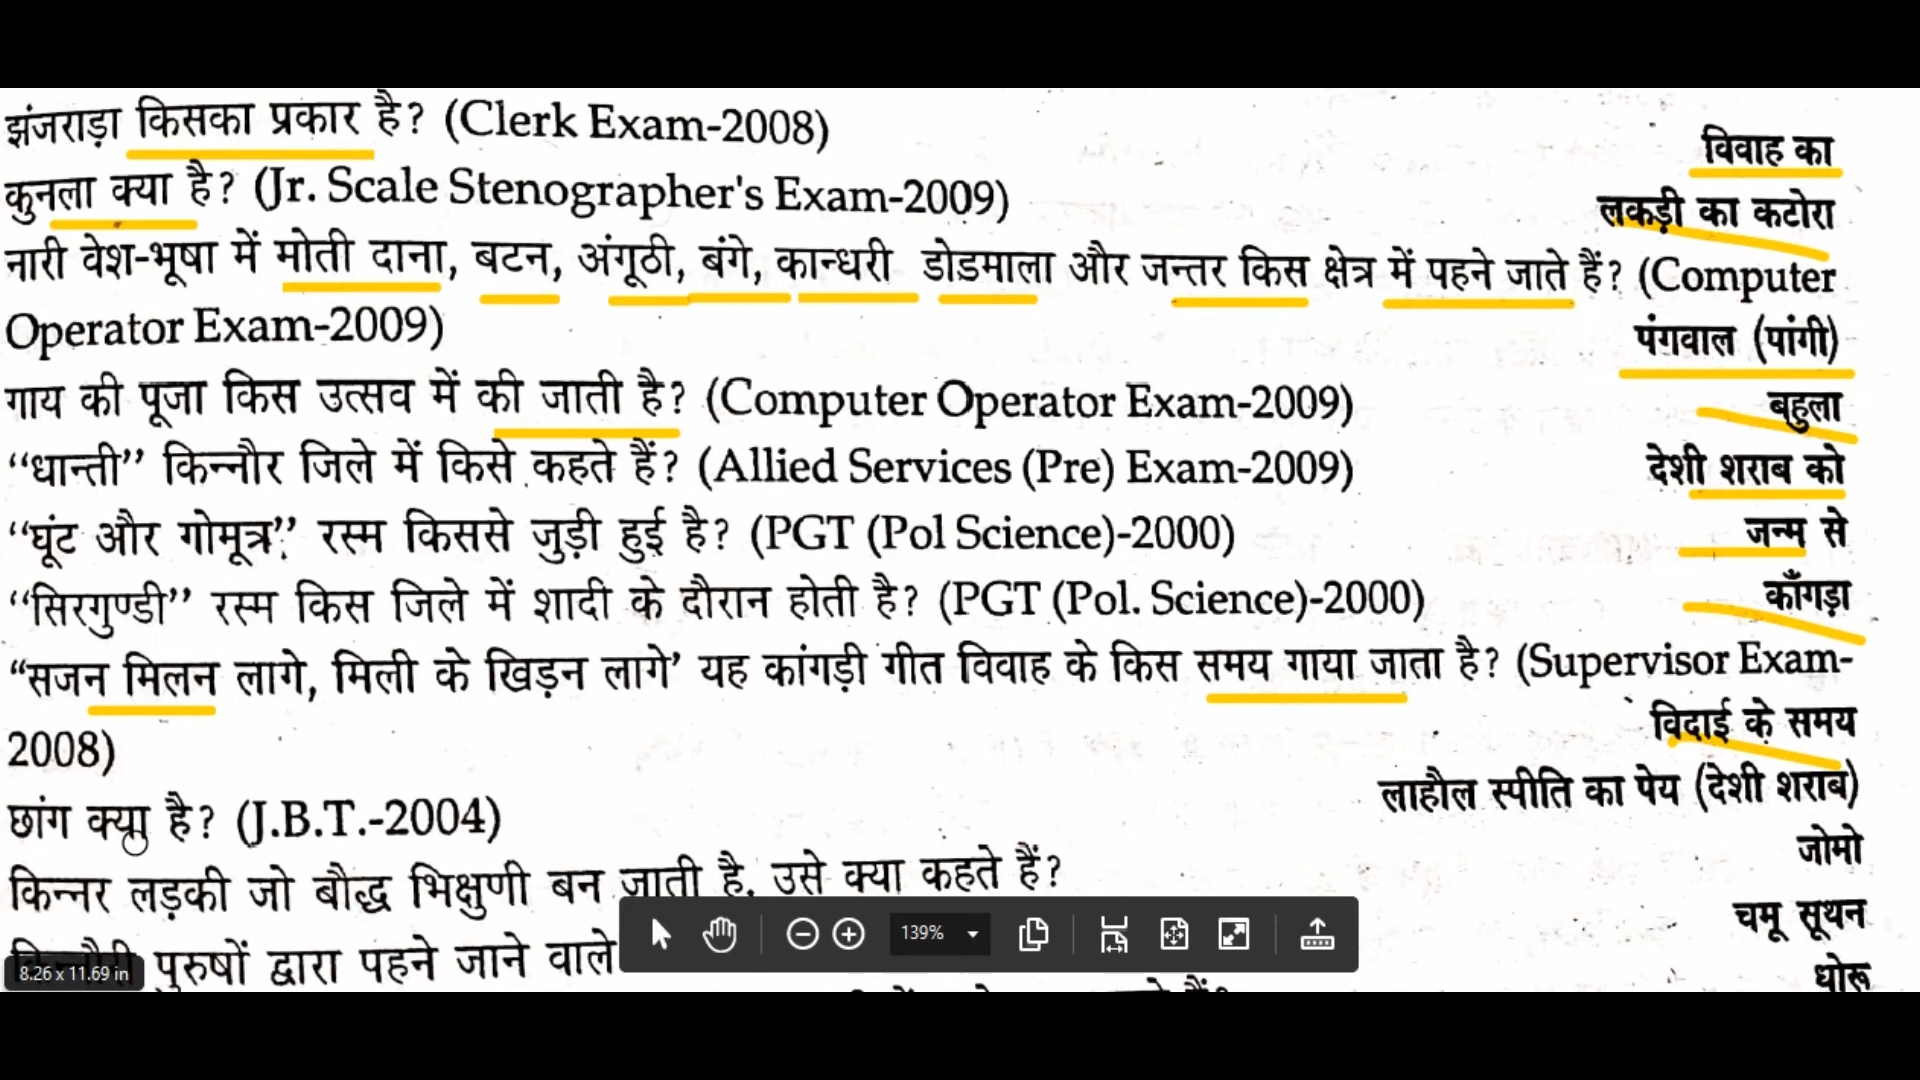 झंजराड़ा किसका प्रकार है? (Clerk Exam-2008)
विवाह का
कुनला क्या है? (Jr. Scale Stenographer's Exam-2009)
लकड़ी का कटोरा
नारी वेश-भूषा में मोती दाना, बटन, अंगूठी, बंगे, कान्धरी डोडमाला और जन्तर किस क्षेत्र में पहने जाते हैं? (Computer
Operator Exam-2009)
पंगवाल (पांगी)
गाय की पूजा किस उत्सव में की जाती है? (Computer Operator Exam-2009)
बहुला
“धान्ती” किन्नौर जिले में किसे कहते हैं? (Allied Services (Pre) Exam-2009)
देशी शराब को
“घूंट और गोमूत्र” रस्म किससे जुड़ी हुई है? (PGT (Pol Science)-2000)
जन्म से
“सिरगुण्डी” रस्म किस जिले में शादी के दौरान होती है? (PGT (Pol. Science)-2000)
काँगड़ा
“सजन मिलन लागे, मिली के खिड़न लागे’ यह कांगड़ी गीत विवाह के किस समय गाया जाता है? (Supervisor Exam-
2008)
विदाई के समय
छांग क्या है? (J.B.T.-2004)
लाहौल स्पीति का पेय (देशी शराब)
किन्नर लड़की जो बौद्ध भिक्षुणी बन जाती है, उसे क्या कहते हैं?
जोमो
पुरुषों द्वारा पहने जाने वाले
चमू सूथन
धोरू
139%
8.26 x 11.69 in